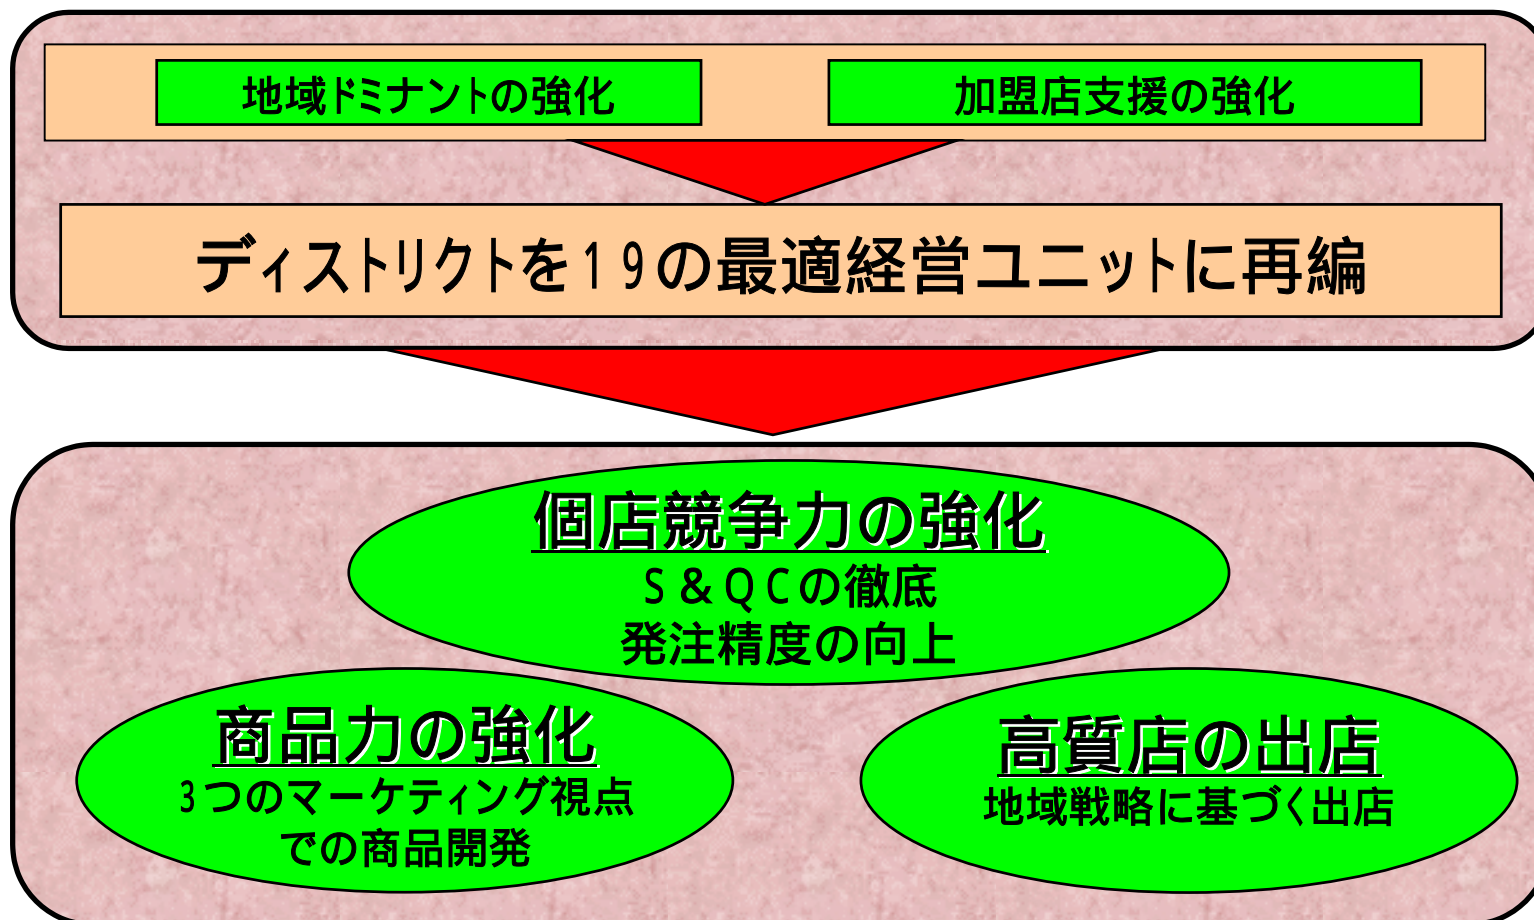 地域ドミナントの強化
加盟店支援の強化
ディストリクトを19の最適経営ユニットに再編
個店競争力の強化
S&QCの徹底
発注精度の向上
商品力の強化
3つのマーケティング視点
での商品開発
高質店の出店
地域戦略に基づく出店